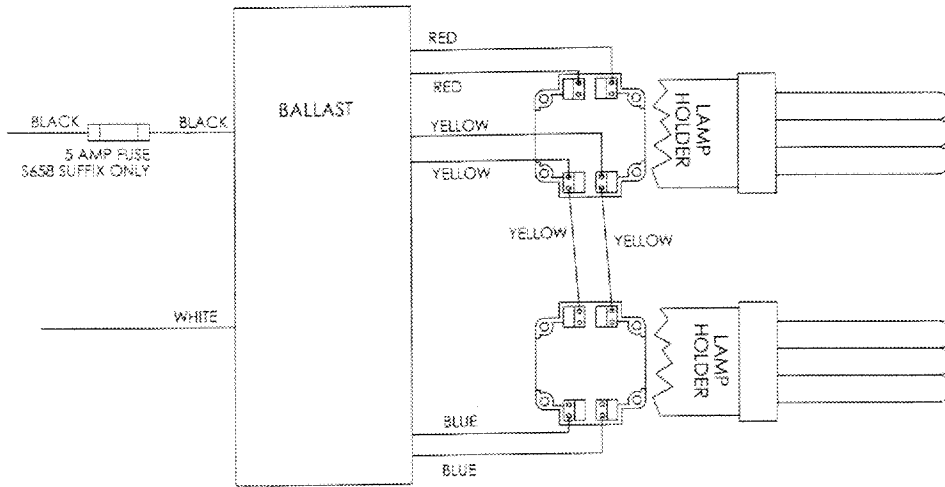 RED
RED
BALLAST
BLACK
BLACK
5 AMP FUSE
S658 SUFFIX ONLY
YELLOW
YELLOW
LAMP
HOLDER
YELLOW
YELLOW
WHITE
LAMP
HOLDER
BLUE
BLUE